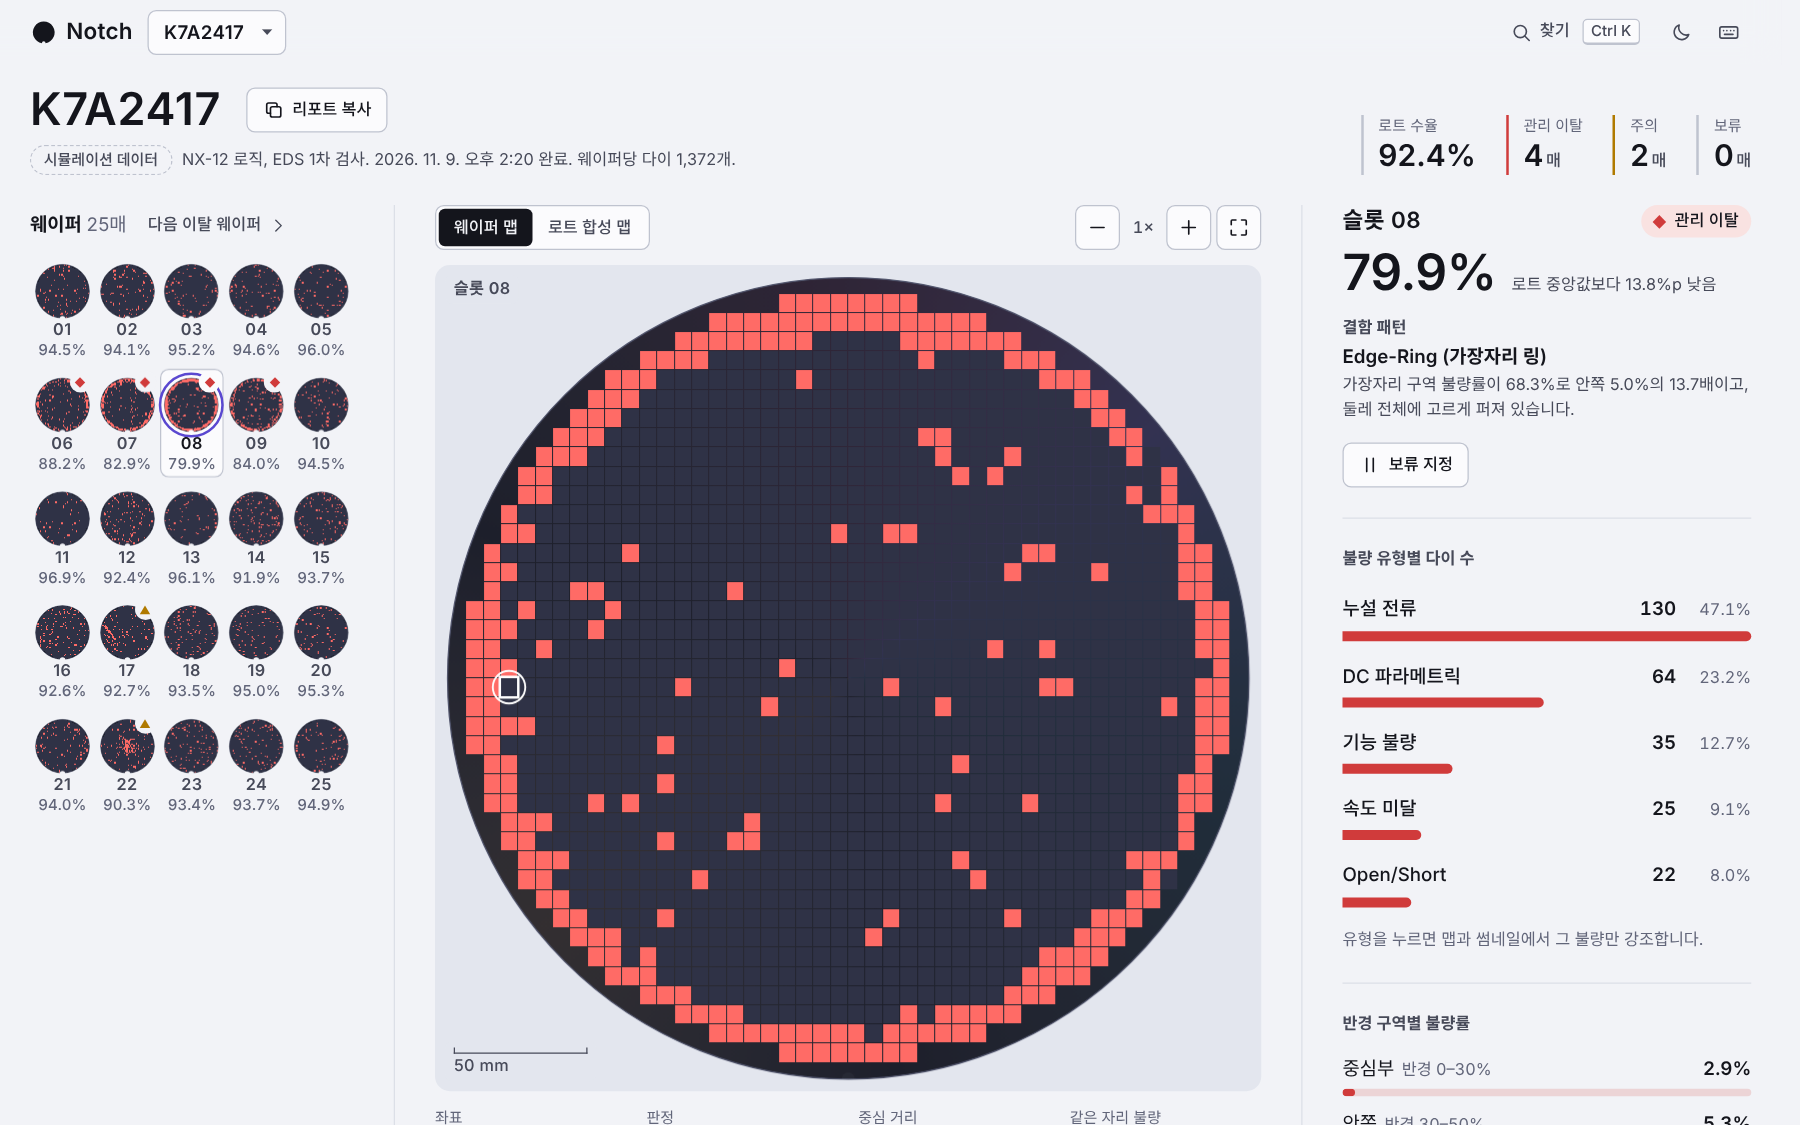 Notch
K7A2417
찾기 Ctrl K
K7A2417
리포트 복사
시뮬레이션 데이터 NX-12 로직, EDS 1차 검사. 2026. 11. 9. 오후 2:20 완료. 웨이퍼당 다이 1,372개.
로트 수율
92.4%
관리 이탈
4매
주의
2매
보류
0매
웨이퍼 25매 다음 이탈 웨이퍼
01 02 03 04 05
94.5% 94.1% 95.2% 94.6% 96.0%
06 07 08 09 10
88.2% 82.9% 79.9% 84.0% 94.5%
11 12 13 14 15
96.9% 92.4% 96.1% 91.9% 93.7%
16 17 18 19 20
92.6% 92.7% 93.5% 95.0% 95.3%
21 22 23 24 25
94.0% 90.3% 93.4% 93.7% 94.9%
웨이퍼 맵 로트 합성 맵
1×
슬롯 08
50 mm
좌표 판정 중심 거리 같은 자리 불량
슬롯 08 관리 이탈
79.9% 로트 중앙값보다 13.8%p 낮음
결함 패턴
Edge-Ring (가장자리 링)
가장자리 구역 불량률이 68.3%로 안쪽 5.0%의 13.7배이고,
둘레 전체에 고르게 퍼져 있습니다.
보류 지정
불량 유형별 다이 수
누설 전류 130 47.1%
DC 파라메트릭 64 23.2%
기능 불량 35 12.7%
속도 미달 25 9.1%
Open/Short 22 8.0%
유형을 누르면 맵과 썸네일에서 그 불량만 강조합니다.
반경 구역별 불량률
중심부 반경 0–30% 2.9%
안쪽 반경 30–50% 5.3%